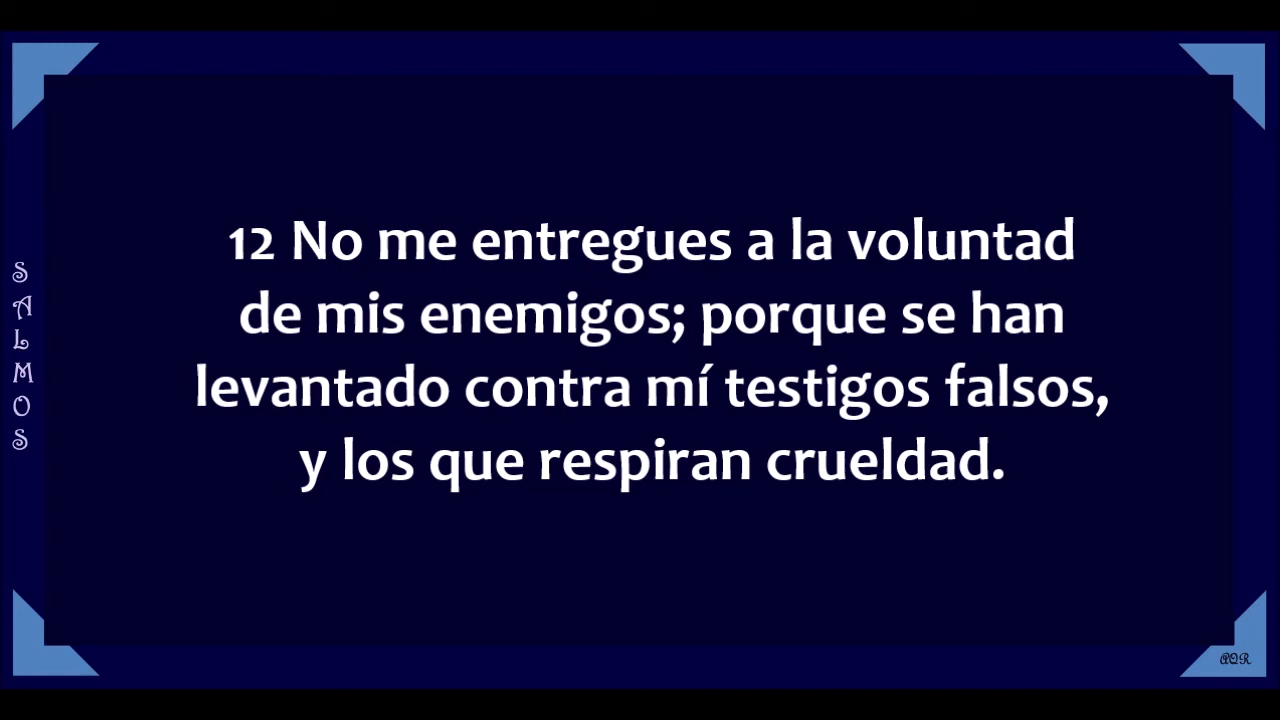 SALMOS
12 No me entregues a la voluntad
de mis enemigos; porque se han
levantado contra mí testigos falsos,
y los que respiran crueldad.